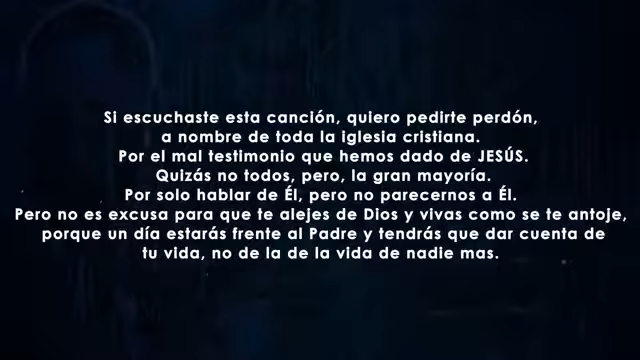 Si escuchaste esta canción, quiero pedirte perdón,
a nombre de toda la iglesia cristiana.
Por el mal testimonio que hemos dado de JESÚS.
Quizás no todos, pero, la gran mayoría.
Por solo hablar de Él, pero no parecernos a Él.
Pero no es excusa para que te alejes de Dios y vivas como se te antoje,
porque un día estarás frente al Padre y tendrás que dar cuenta de
tu vida, no de la de la vida de nadie mas.